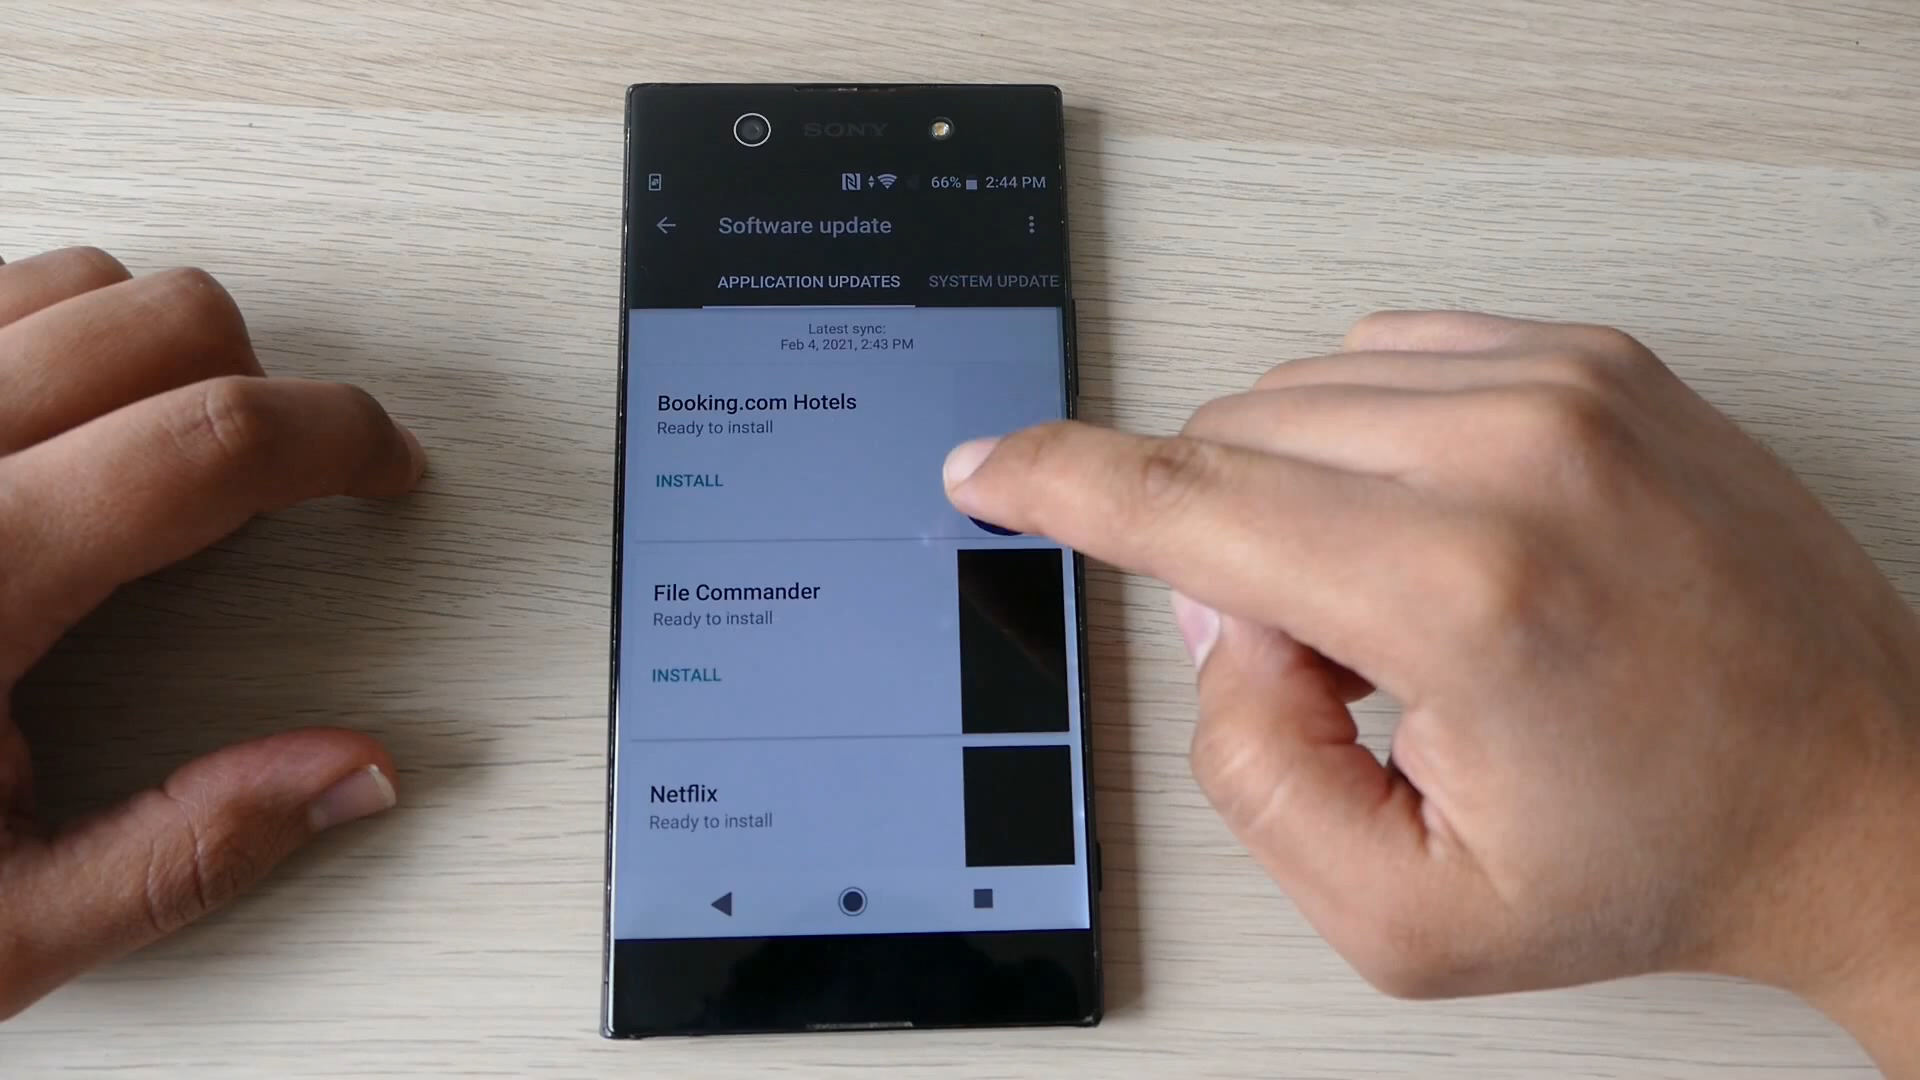 SONY
66% 2:44 PM
Software update
APPLICATION UPDATES SYSTEM UPDATE
Latest sync:
Feb 4, 2021, 2:43 PM
Booking.com Hotels
Ready to install
INSTALL
File Commander
Ready to install
INSTALL
Netflix
Ready to install